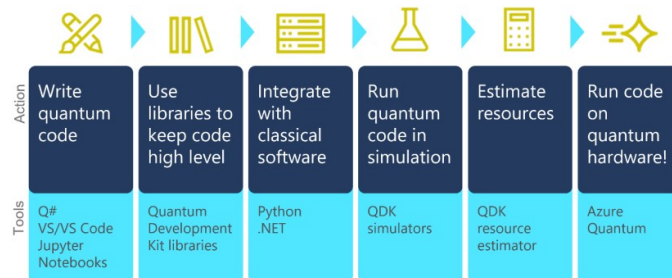 Action
Write
quantum
code
Use
libraries to
keep code
high level
Integrate
with
classical
software
Run
quantum
code in
simulation
Estimate
resources
Run code
on
quantum
hardware!
Tools
Q#
VS/VS Code
Jupyter
Notebooks
Quantum
Development
Kit libraries
Python
.NET
QDK
simulators
QDK
resource
estimator
Azure
Quantum